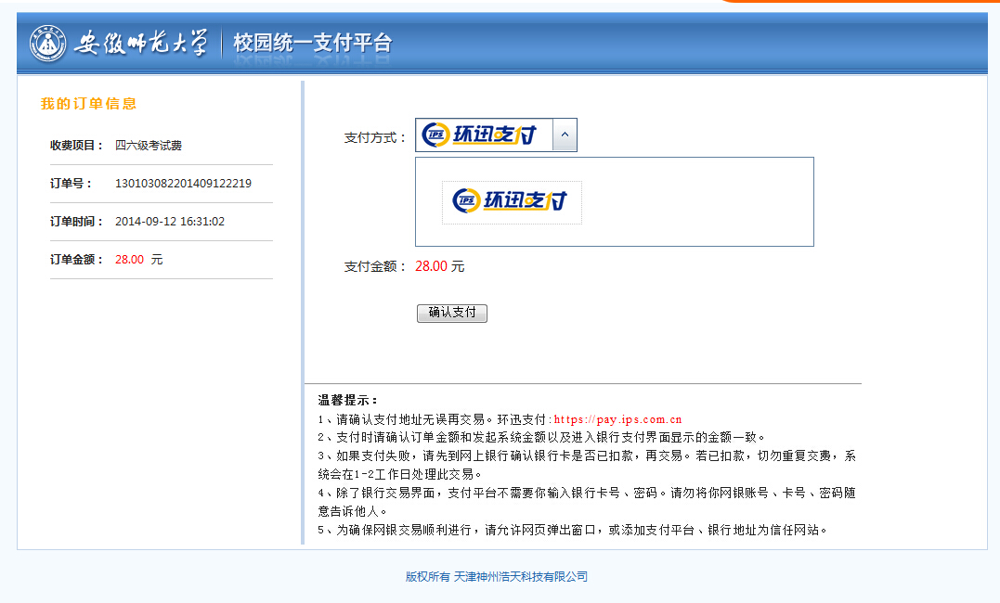 安徽师范大学 校园统一支付平台
我的订单信息
收费项目： 四六级考试费
订单号： 130103082201409122219
订单时间： 2014-09-12 16:31:02
订单金额： 28.00 元
支付方式： IPS 环迅支付
IPS 环迅支付
支付金额： 28.00 元
确认支付
温馨提示：
1、请确认支付地址无误再交易。环迅支付:https://pay.ips.com.cn
2、支付时请确认订单金额和发起系统金额以及进入银行支付界面显示的金额一致。
3、如果支付失败，请先到网上银行确认银行卡是否已扣款，再交易。若已扣款，切勿重复交费，系
统会在1-2工作日处理此交易。
4、除了银行交易界面，支付平台不需要你输入银行卡号、密码。请勿将你网银账号、卡号、密码随
意告诉他人。
5、为确保网银交易顺利进行，请允许网页弹出窗口，或添加支付平台、银行地址为信任网站。
版权所有 天津神州浩天科技有限公司